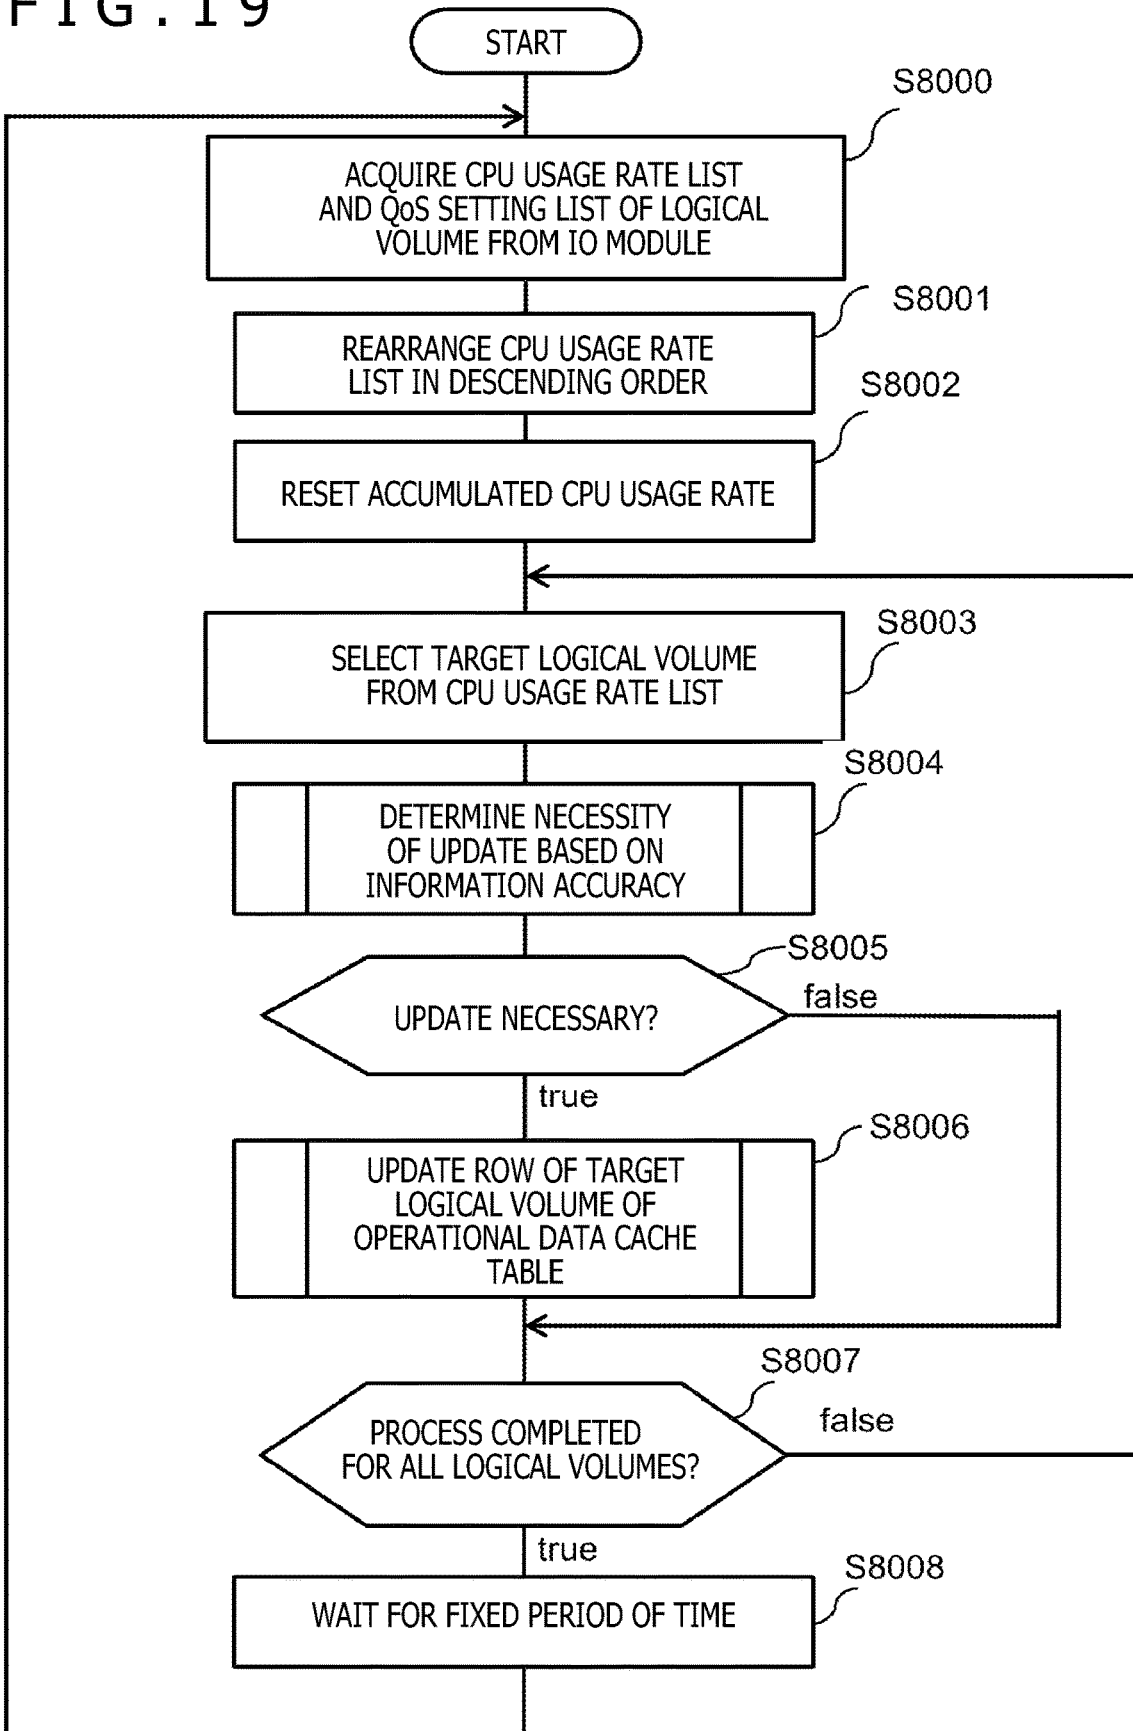 FIG.19
START
S8000
ACQUIRE CPU USAGE RATE LIST
AND QoS SETTING LIST OF LOGICAL
VOLUME FROM IO MODULE
S8001
REARRANGE CPU USAGE RATE
LIST IN DESCENDING ORDER
S8002
RESET ACCUMULATED CPU USAGE RATE
S8003
SELECT TARGET LOGICAL VOLUME
FROM CPU USAGE RATE LIST
S8004
DETERMINE NECESSITY
OF UPDATE BASED ON
INFORMATION ACCURACY
S8005
false
UPDATE NECESSARY?
true
S8006
UPDATE ROW OF TARGET
LOGICAL VOLUME OF
OPERATIONAL DATA CACHE
TABLE
S8007
false
PROCESS COMPLETED
FOR ALL LOGICAL VOLUMES?
true
S8008
WAIT FOR FIXED PERIOD OF TIME